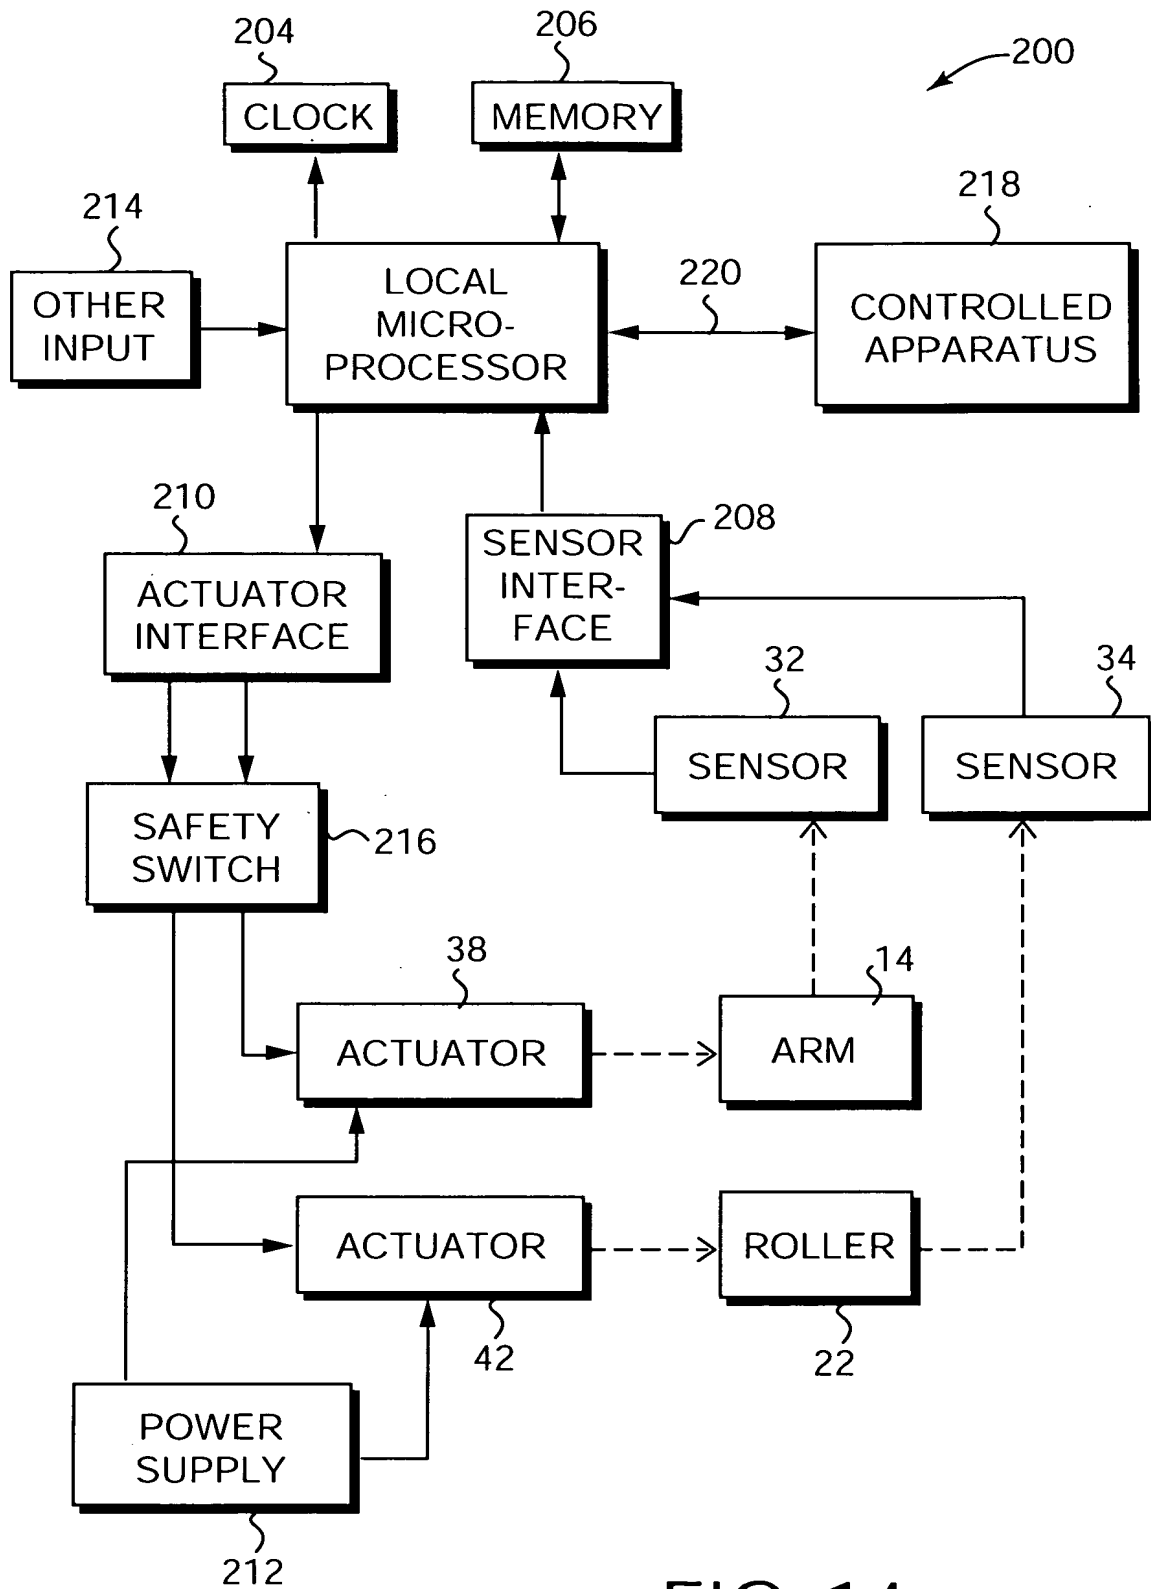 204
206
200
CLOCK
MEMORY
214
218
OTHER
INPUT
LOCAL
MICRO-
PROCESSOR
220
CONTROLLED
APPARATUS
210
208
ACTUATOR
INTERFACE
SENSOR
INTER-
FACE
32
34
SENSOR
SENSOR
SAFETY
SWITCH
216
38
14
ACTUATOR
ARM
ACTUATOR
ROLLER
42
22
POWER
SUPPLY
212